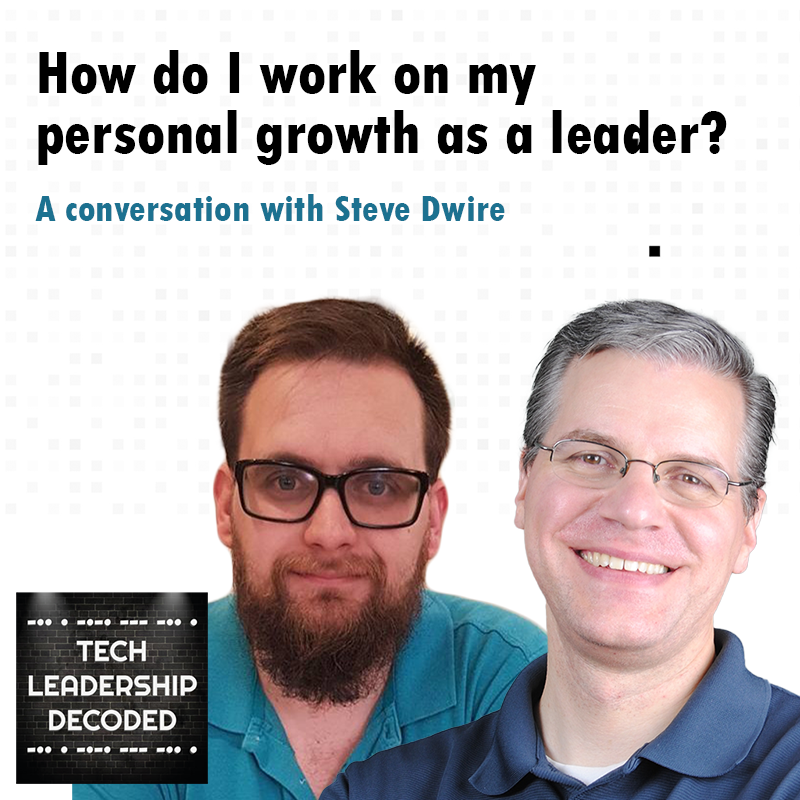 How do I work on my
personal growth as a leader?
A conversation with Steve Dwire
TECH
LEADERSHIP
DECODED